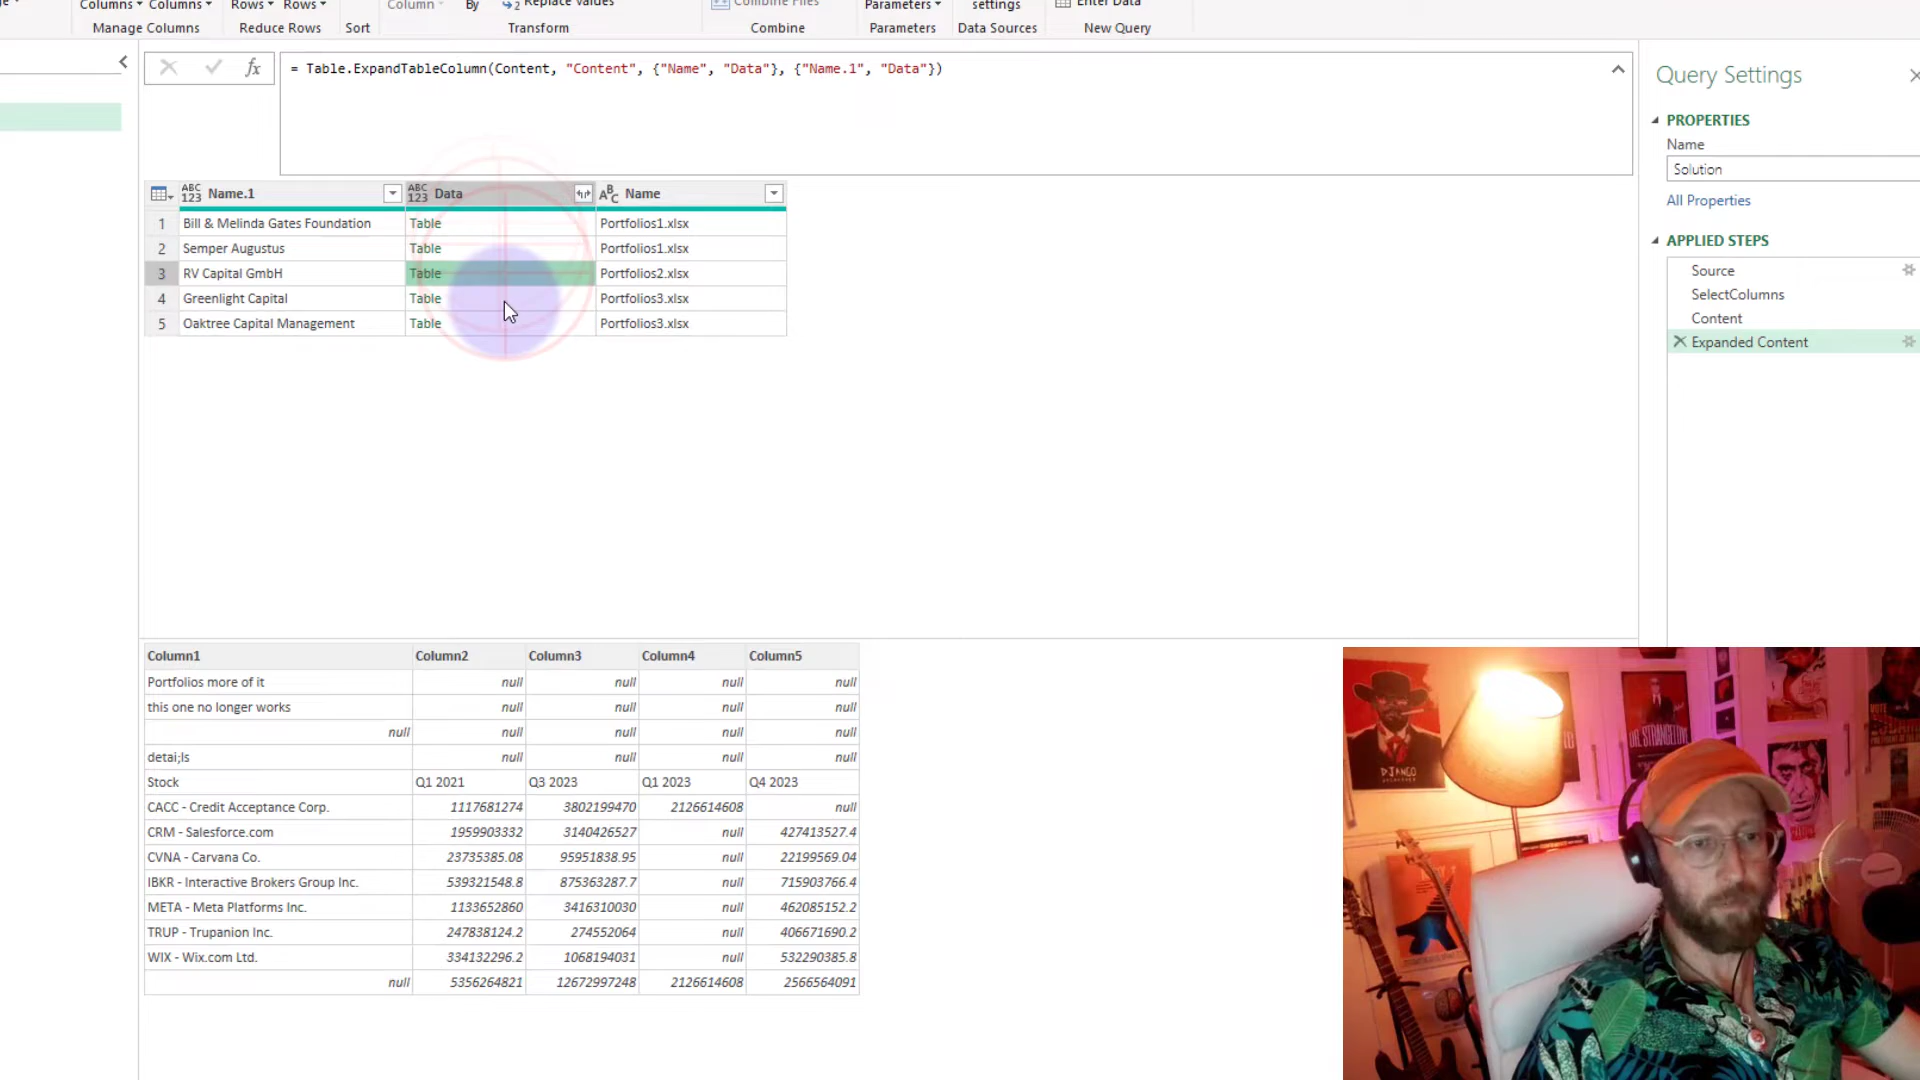 Columns Columns Rows Rows Column By Replace Values Combine Files Parameters settings Enter Data
Manage Columns Reduce Rows Sort Transform Combine Parameters Data Sources New Query
fx = Table.ExpandTableColumn(Content, "Content", {"Name", "Data"}, {"Name.1", "Data"})
ABC 123 Name.1 ABC 123 Data ABC Name
1 Bill & Melinda Gates Foundation Table Portfolios1.xlsx
2 Semper Augustus Table Portfolios1.xlsx
3 RV Capital GmbH Table Portfolios2.xlsx
4 Greenlight Capital Table Portfolios3.xlsx
5 Oaktree Capital Management Table Portfolios3.xlsx
Query Settings
PROPERTIES
Name
Solution
All Properties
APPLIED STEPS
Source
SelectColumns
Content
Expanded Content
Column1 Column2 Column3 Column4 Column5
Portfolios more of it null null null null
this one no longer works null null null null
null null null null null
detai;ls null null null null
Stock Q1 2021 Q3 2023 Q1 2023 Q4 2023
CACC - Credit Acceptance Corp. 1117681274 3802199470 2126614608 null
CRM - Salesforce.com 1959903332 3140426527 null 427413527.4
CVNA - Carvana Co. 23735385.08 95951838.95 null 22199569.04
IBKR - Interactive Brokers Group Inc. 539321548.8 875363287.7 null 715903766.4
META - Meta Platforms Inc. 1133652860 3416310030 null 462085152.2
TRUP - Trupanion Inc. 247838124.2 274552064 null 406671690.2
WIX - Wix.com Ltd. 334132296.2 1068194031 null 532290385.8
null 5356264821 12672997248 2126614608 2566564091
DJANGO
DR. STRANGELOVE